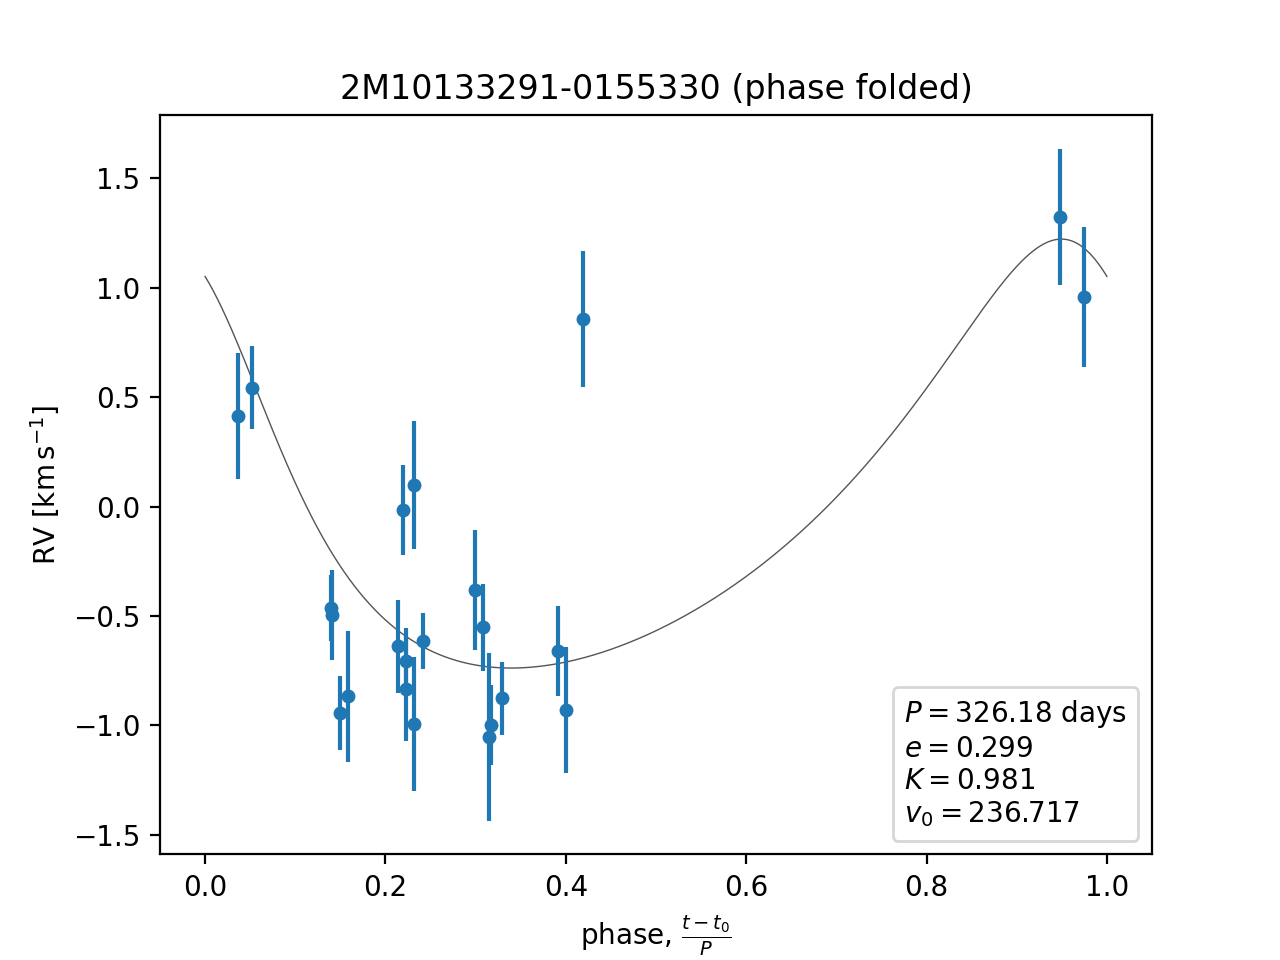 2M10133291-0155330 (phase folded)
RV [km s⁻¹]
1.5
1.0
0.5
0.0
−0.5
−1.0
−1.5
P = 326.18 days
e = 0.299
K = 0.981
v₀ = 236.717
0.0 0.2 0.4 0.6 0.8 1.0
phase, (t − t₀)/P